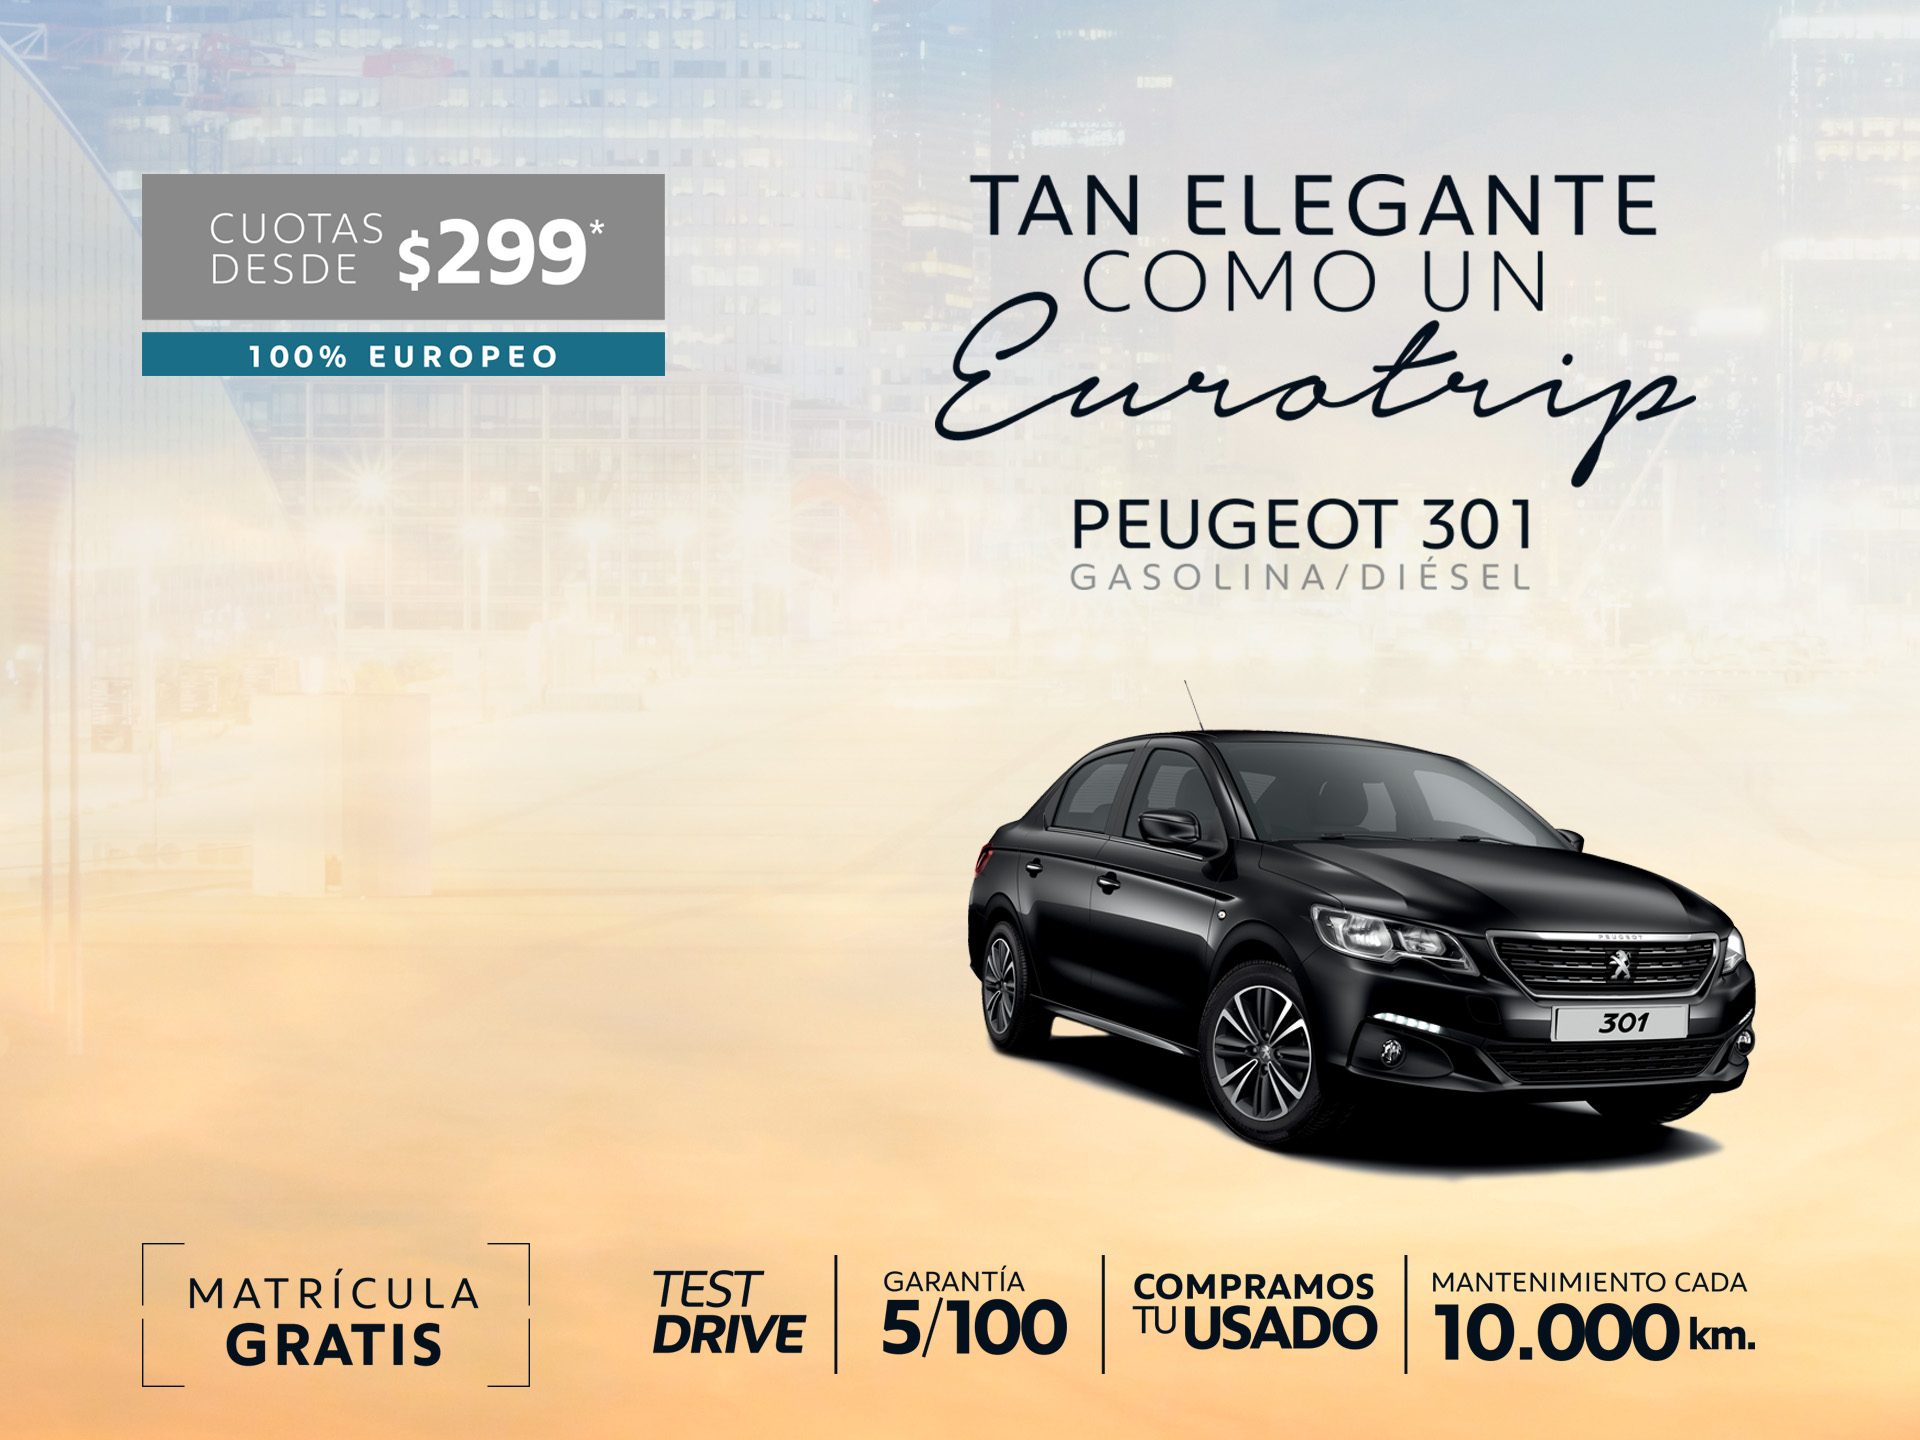 CUOTAS
DESDE $299*
100% EUROPEO
TAN ELEGANTE
COMO UN
Eurotrip
PEUGEOT 301
GASOLINA/DIÉSEL
PEUGEOT
301
MATRÍCULA
GRATIS
TEST
DRIVE
GARANTÍA
5/100
COMPRAMOS
TU USADO
MANTENIMIENTO CADA
10.000 km.